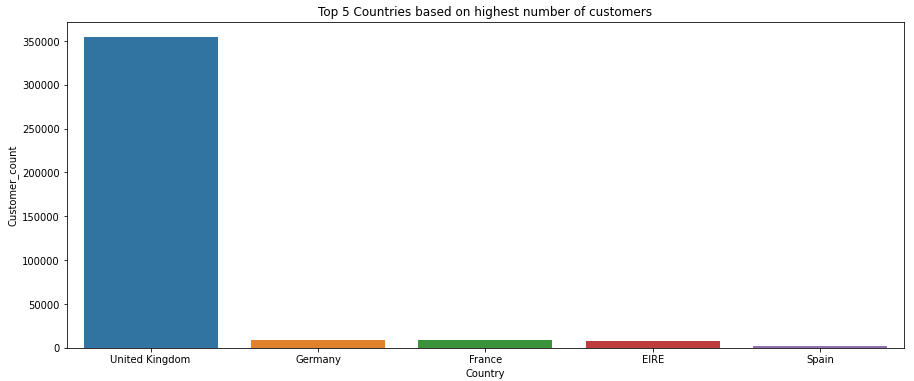 Top 5 Countries based on highest number of customers
350000
300000
250000
200000
150000
100000
50000
0
Customer_count
United Kingdom
Germany
France
EIRE
Spain
Country